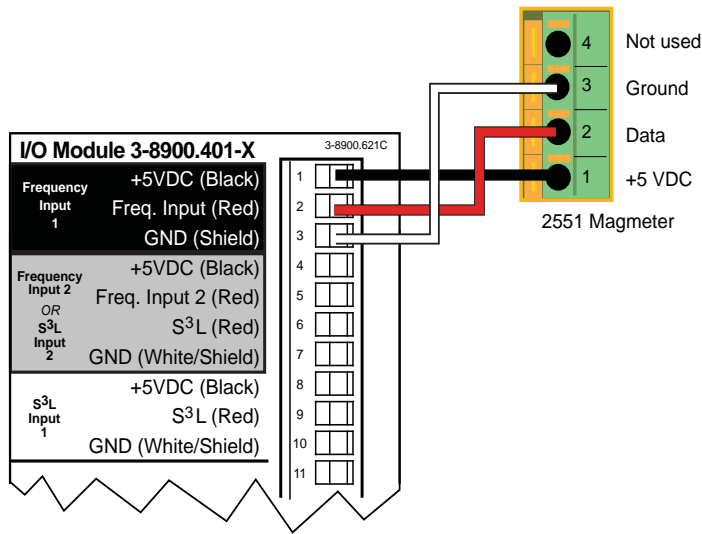 I/O Module 3-8900.401-X
3-8900.621C
Frequency
Input
1
+5VDC (Black)
Freq. Input (Red)
GND (Shield)
Frequency
Input 2
OR
S³L
Input
2
+5VDC (Black)
Freq. Input 2 (Red)
S³L (Red)
GND (White/Shield)
S³L
Input
1
+5VDC (Black)
S³L (Red)
GND (White/Shield)
1
2
3
4
5
6
7
8
9
10
11
4 Not used
3 Ground
2 Data
1 +5 VDC
2551 Magmeter